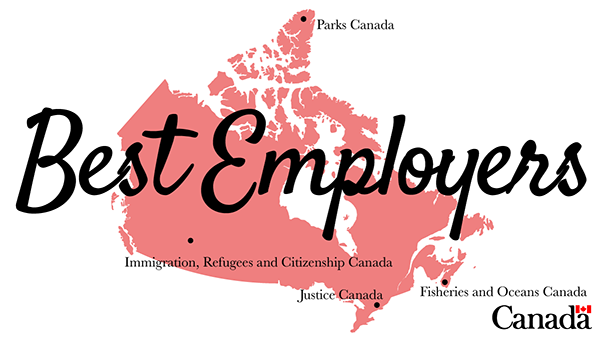 Parks Canada
Best Employers
Immigration, Refugees and Citizenship Canada
Justice Canada
Fisheries and Oceans Canada
Canada